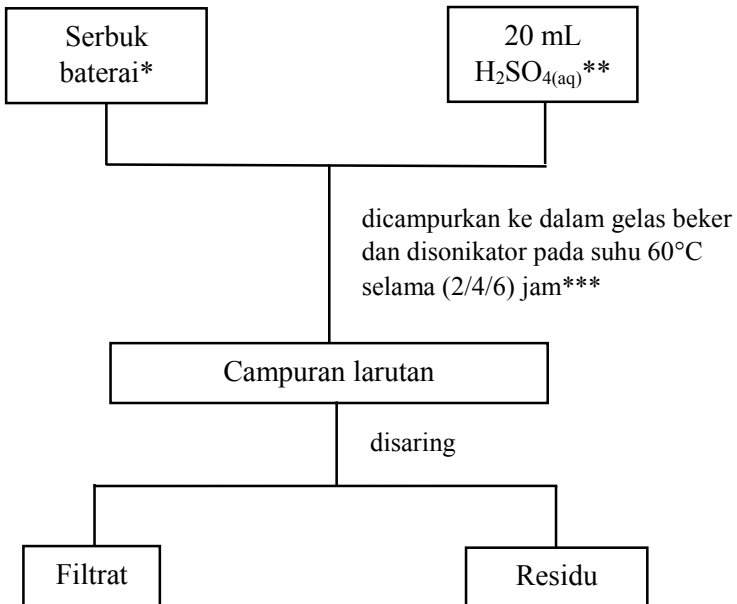 Serbuk
baterai*
20 mL
H₂SO₄₍aq₎**
dicampurkan ke dalam gelas beker
dan disonikator pada suhu 60°C
selama (2/4/6) jam***
Campuran larutan
disaring
Filtrat
Residu